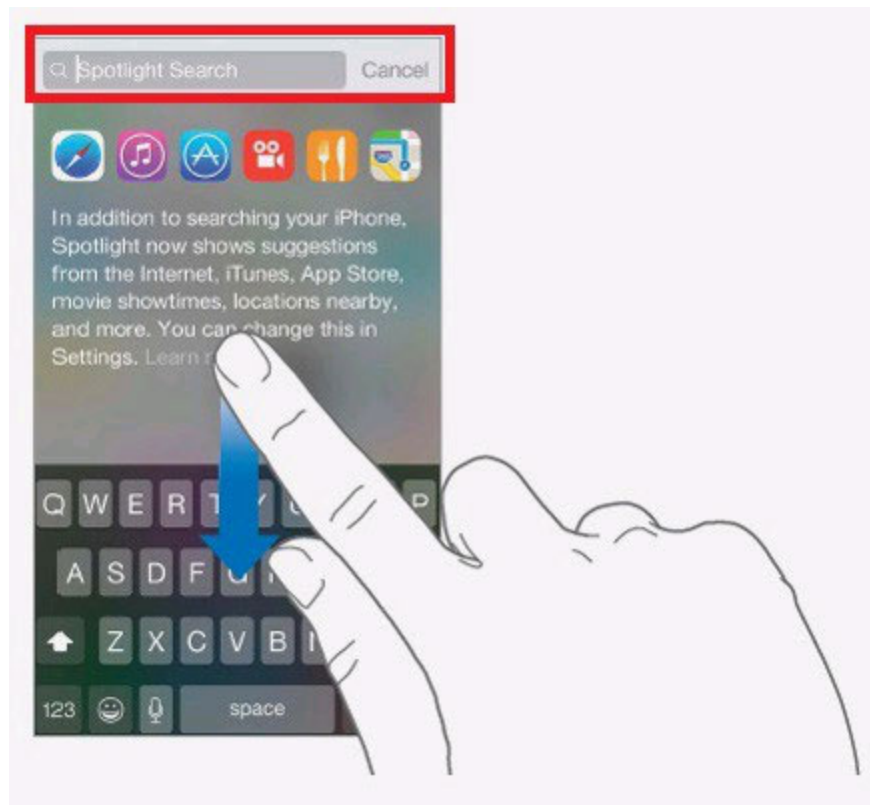 Spotlight Search Cancel
In addition to searching your iPhone,
Spotlight now shows suggestions
from the Internet, iTunes, App Store,
movie showtimes, locations nearby,
and more. You can change this in
Settings. Learn
Q W E R T Y P
A S D F G
Z X C V B
123 space